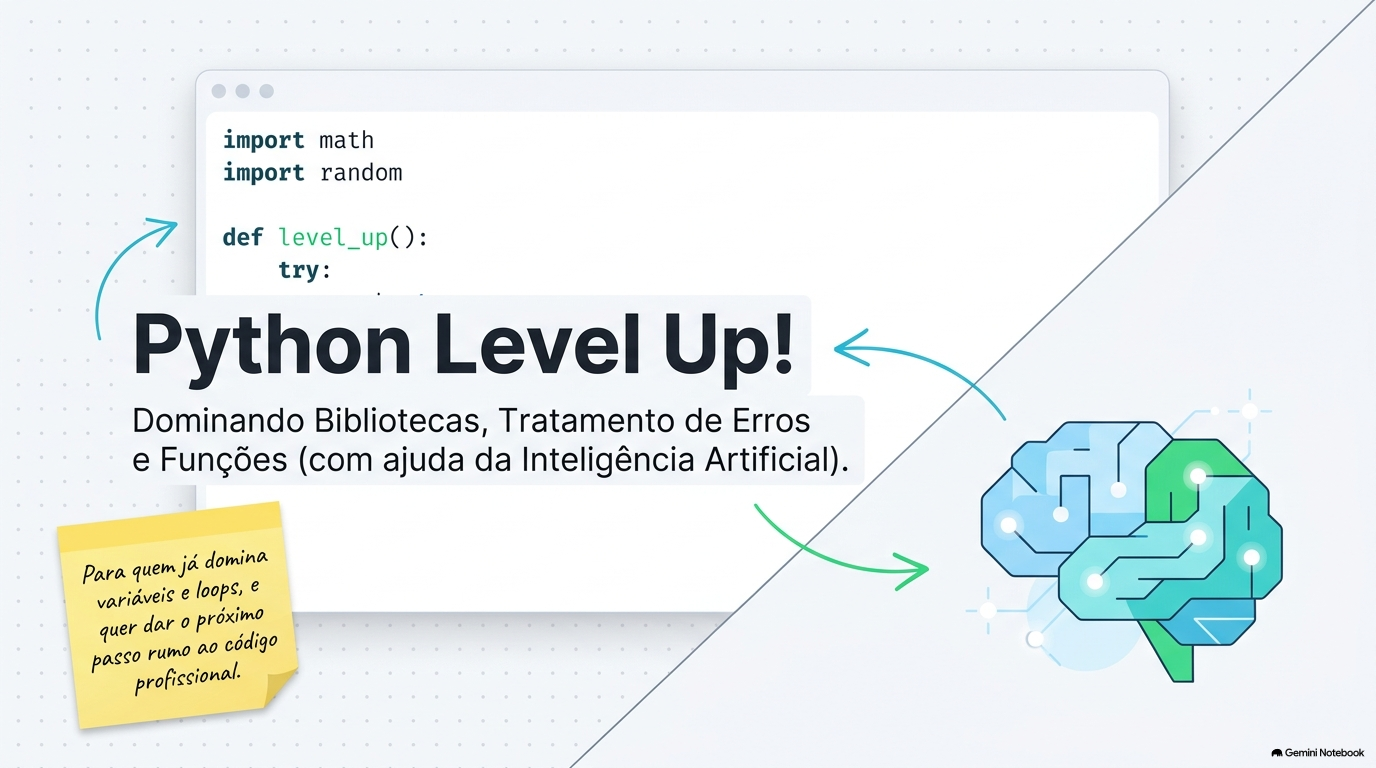 import math
import random
def level_up():
try:
Python Level Up!
Dominando Bibliotecas, Tratamento de Erros
e Funções (com ajuda da Inteligência Artificial).
Para quem já domina
variáveis e loops, e
quer dar o próximo
passo rumo ao código
profissional.
Gemini Notebook